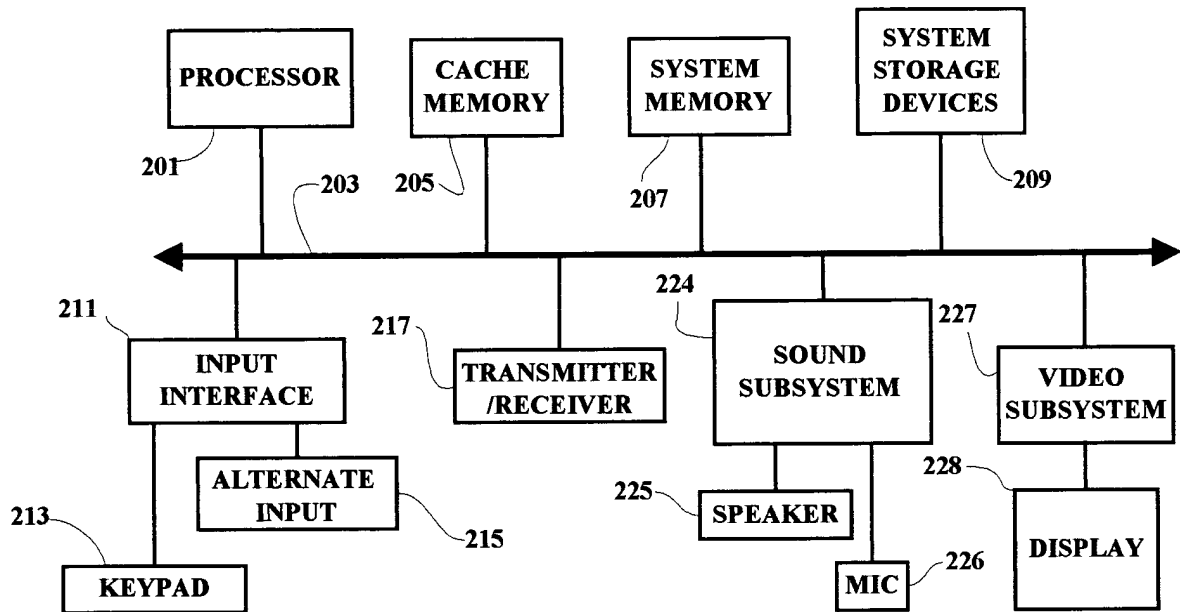 PROCESSOR
CACHE
MEMORY
SYSTEM
MEMORY
SYSTEM
STORAGE
DEVICES
201
203
205
207
209
211
INPUT
INTERFACE
217
TRANSMITTER
/RECEIVER
224
SOUND
SUBSYSTEM
227
VIDEO
SUBSYSTEM
213
KEYPAD
ALTERNATE
INPUT
215
225
SPEAKER
MIC
226
228
DISPLAY